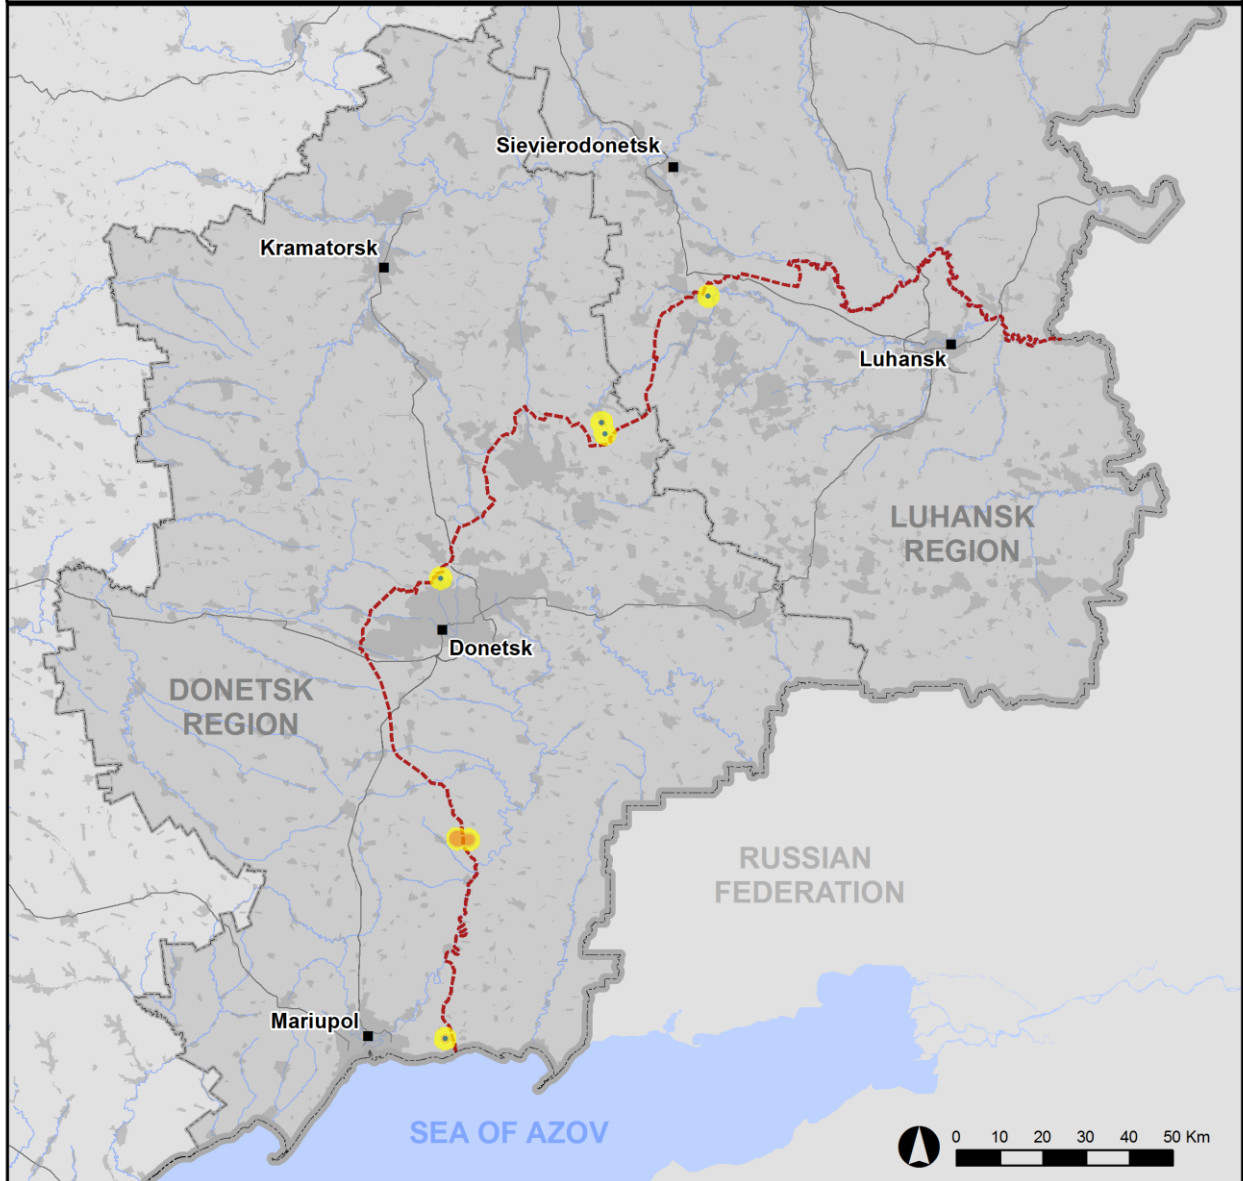 Sievierodonetsk
Kramatorsk
Luhansk
LUHANSK
REGION
Donetsk
DONETSK
REGION
RUSSIAN
FEDERATION
Mariupol
SEA OF AZOV
0 10 20 30 40 50 Km